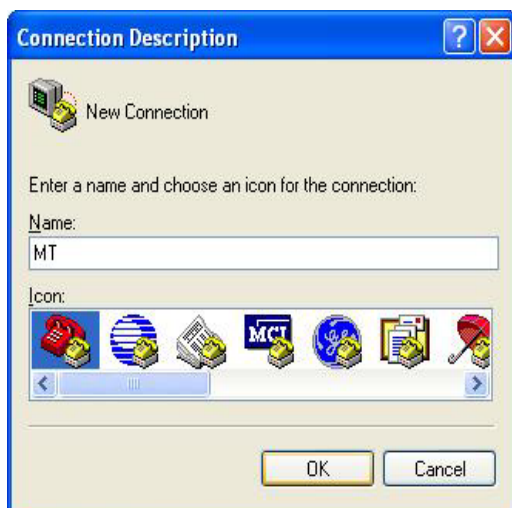 Connection Description
New Connection
Enter a name and choose an icon for the connection:
Name:
MT
Icon:
MCI
OK
Cancel